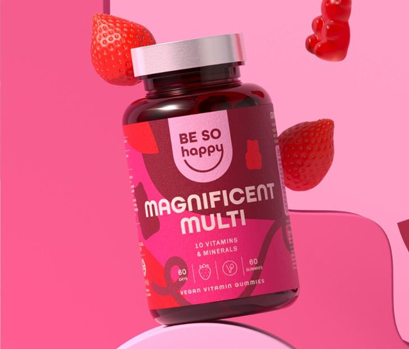 BE SO
happy
MAGNIFICENT
MULTI
10 VITAMINS
& MINERALS
60
60
VEGAN VITAMIN GUMMIES